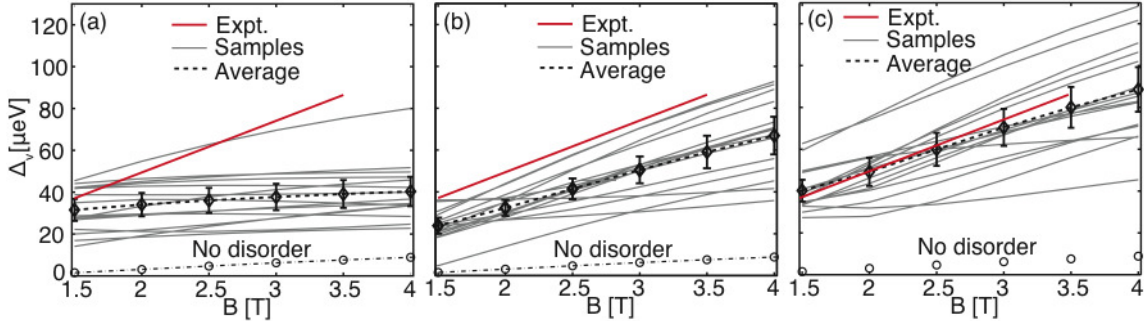 120
100
80
60
40
20
0
Δv[µeV]
(a)
Expt.
Samples
Average
No disorder
1.5 2 2.5 3 3.5 4
B [T]
(b)
Expt.
Samples
Average
No disorder
1.5 2 2.5 3 3.5 4
B [T]
(c)
Expt.
Samples
Average
No disorder
1.5 2 2.5 3 3.5 4
B [T]